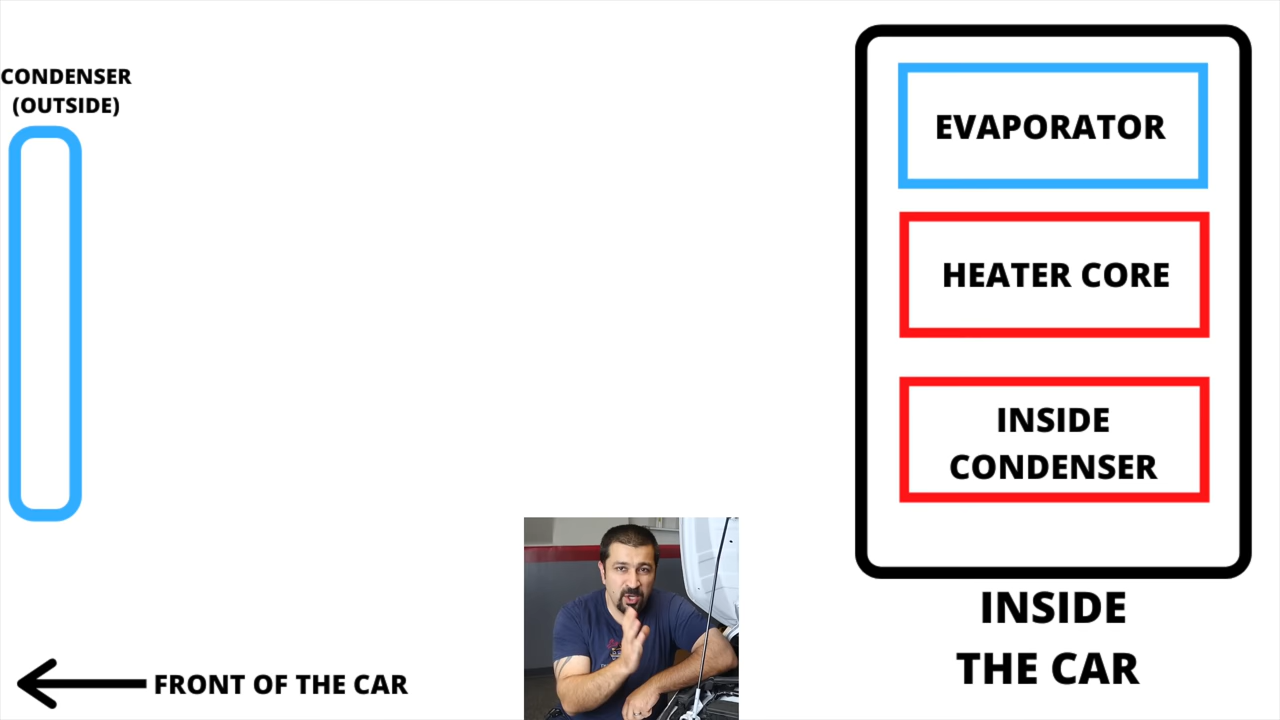 CONDENSER
(OUTSIDE)
EVAPORATOR
HEATER CORE
INSIDE
CONDENSER
INSIDE
THE CAR
FRONT OF THE CAR